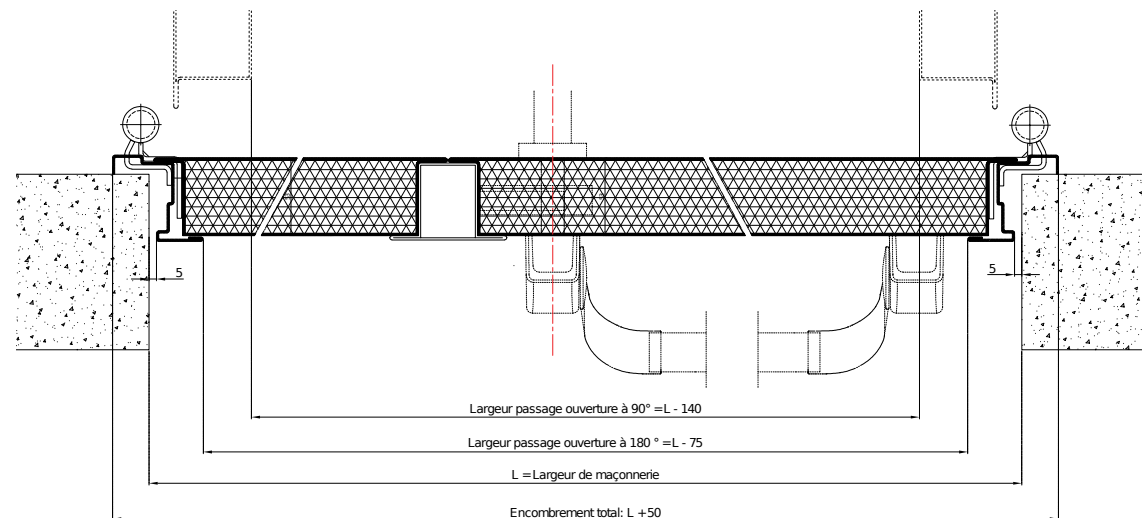 5
5
Largeur passage ouverture à 90° = L - 140
Largeur passage ouverture à 180 ° = L - 75
L = Largeur de maçonnerie
Encombrement total: L + 50